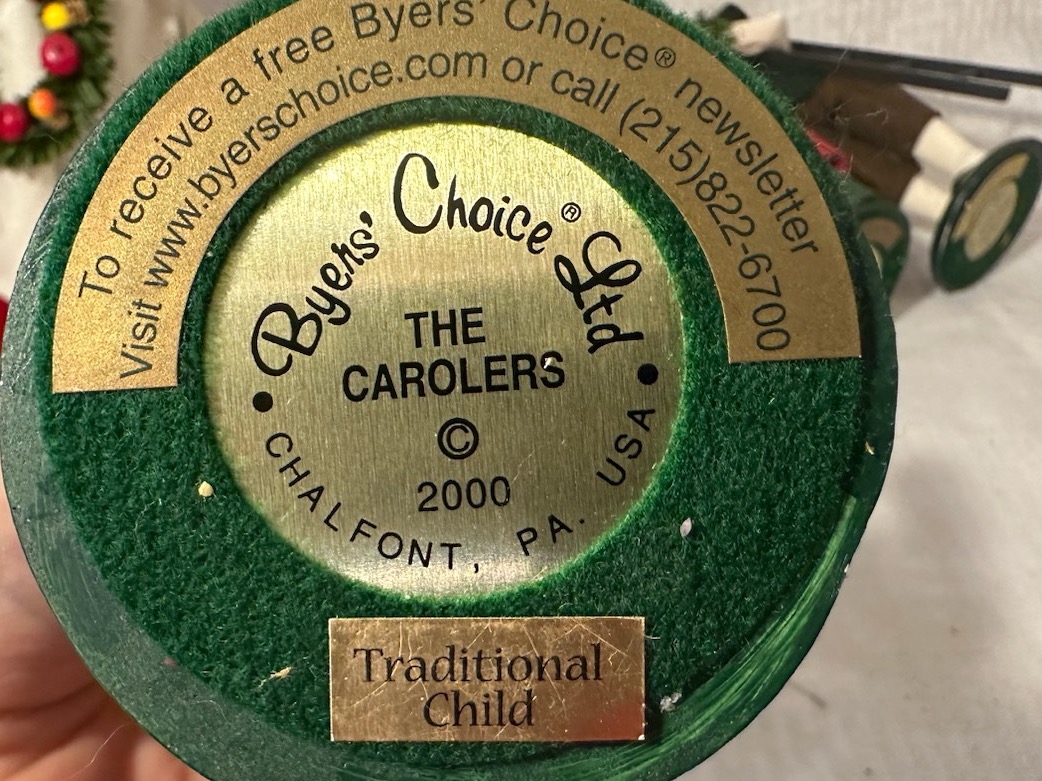 To receive a free Byers' Choice® newsletter
Visit www.byerschoice.com or call (215)822-6700
Byers' Choice® Ltd
THE
CAROLERS
©
2000
CHALFONT, PA. USA
Traditional
Child